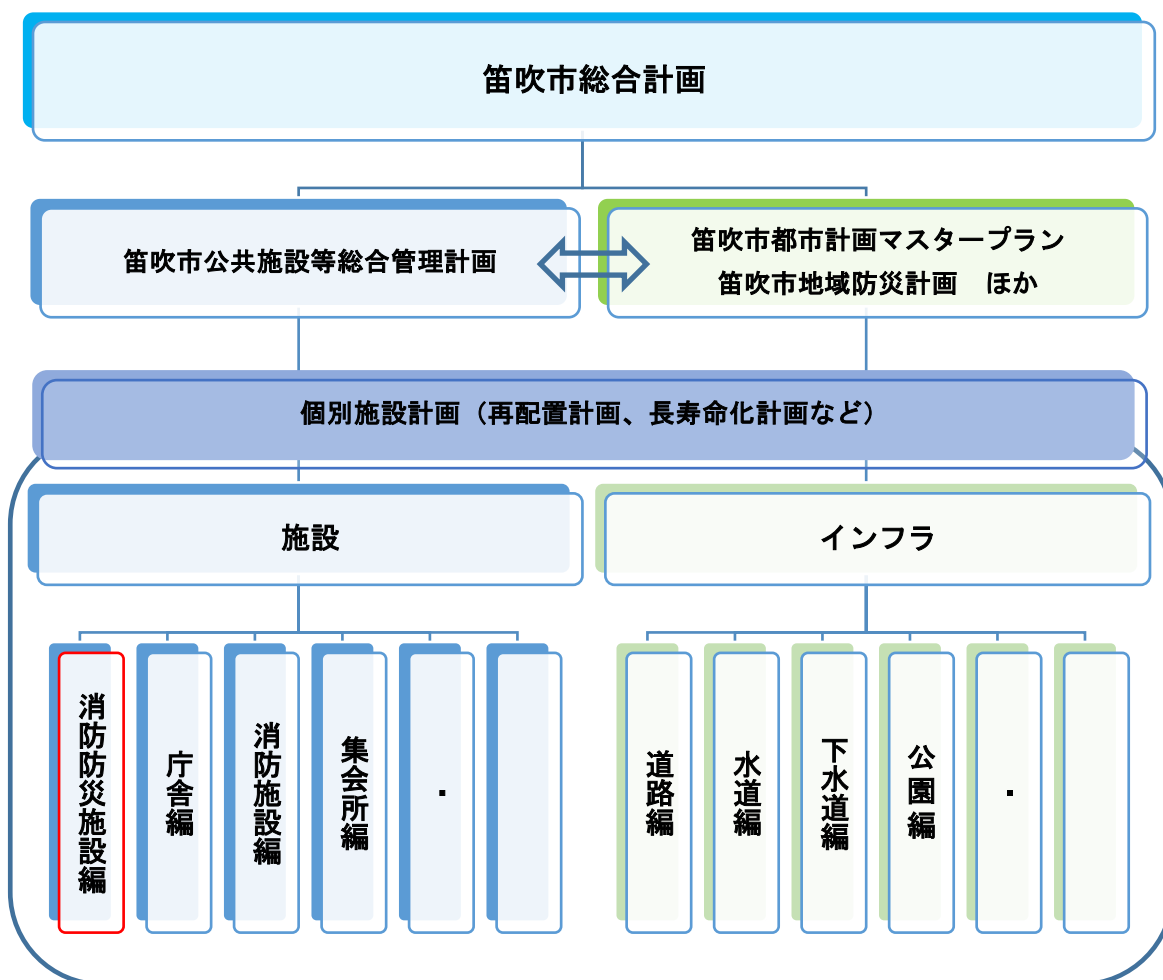 笛吹市総合計画
笛吹市公共施設等総合管理計画
笛吹市都市計画マスタープラン
笛吹市地域防災計画　ほか
個別施設計画（再配置計画、長寿命化計画など）
施設
インフラ
消防防災施設編
庁舎編
消防施設編
集会所編
・
道路編
水道編
下水道編
公園編
・